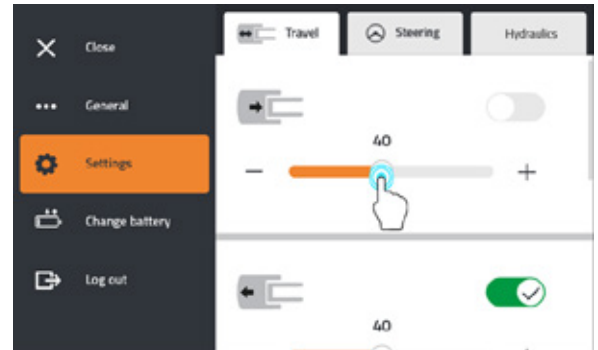 Close
General
Settings
Change battery
Log out
Travel
Steering
Hydraulics
40
40